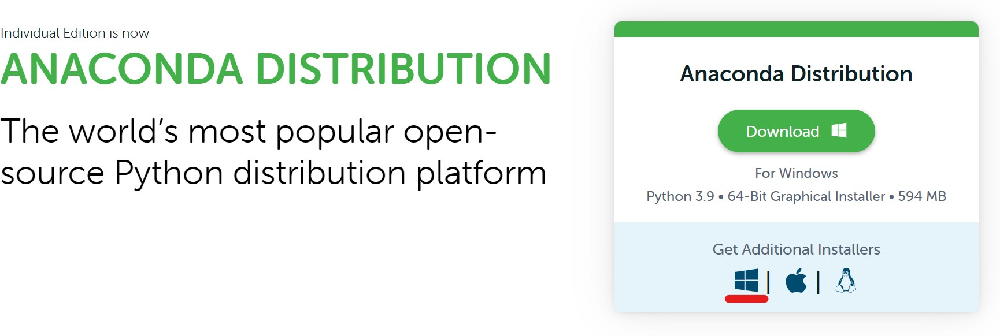 Individual Edition is now
ANACONDA DISTRIBUTION
The world’s most popular open-
source Python distribution platform
Anaconda Distribution
Download
For Windows
Python 3.9 • 64-Bit Graphical Installer • 594 MB
Get Additional Installers